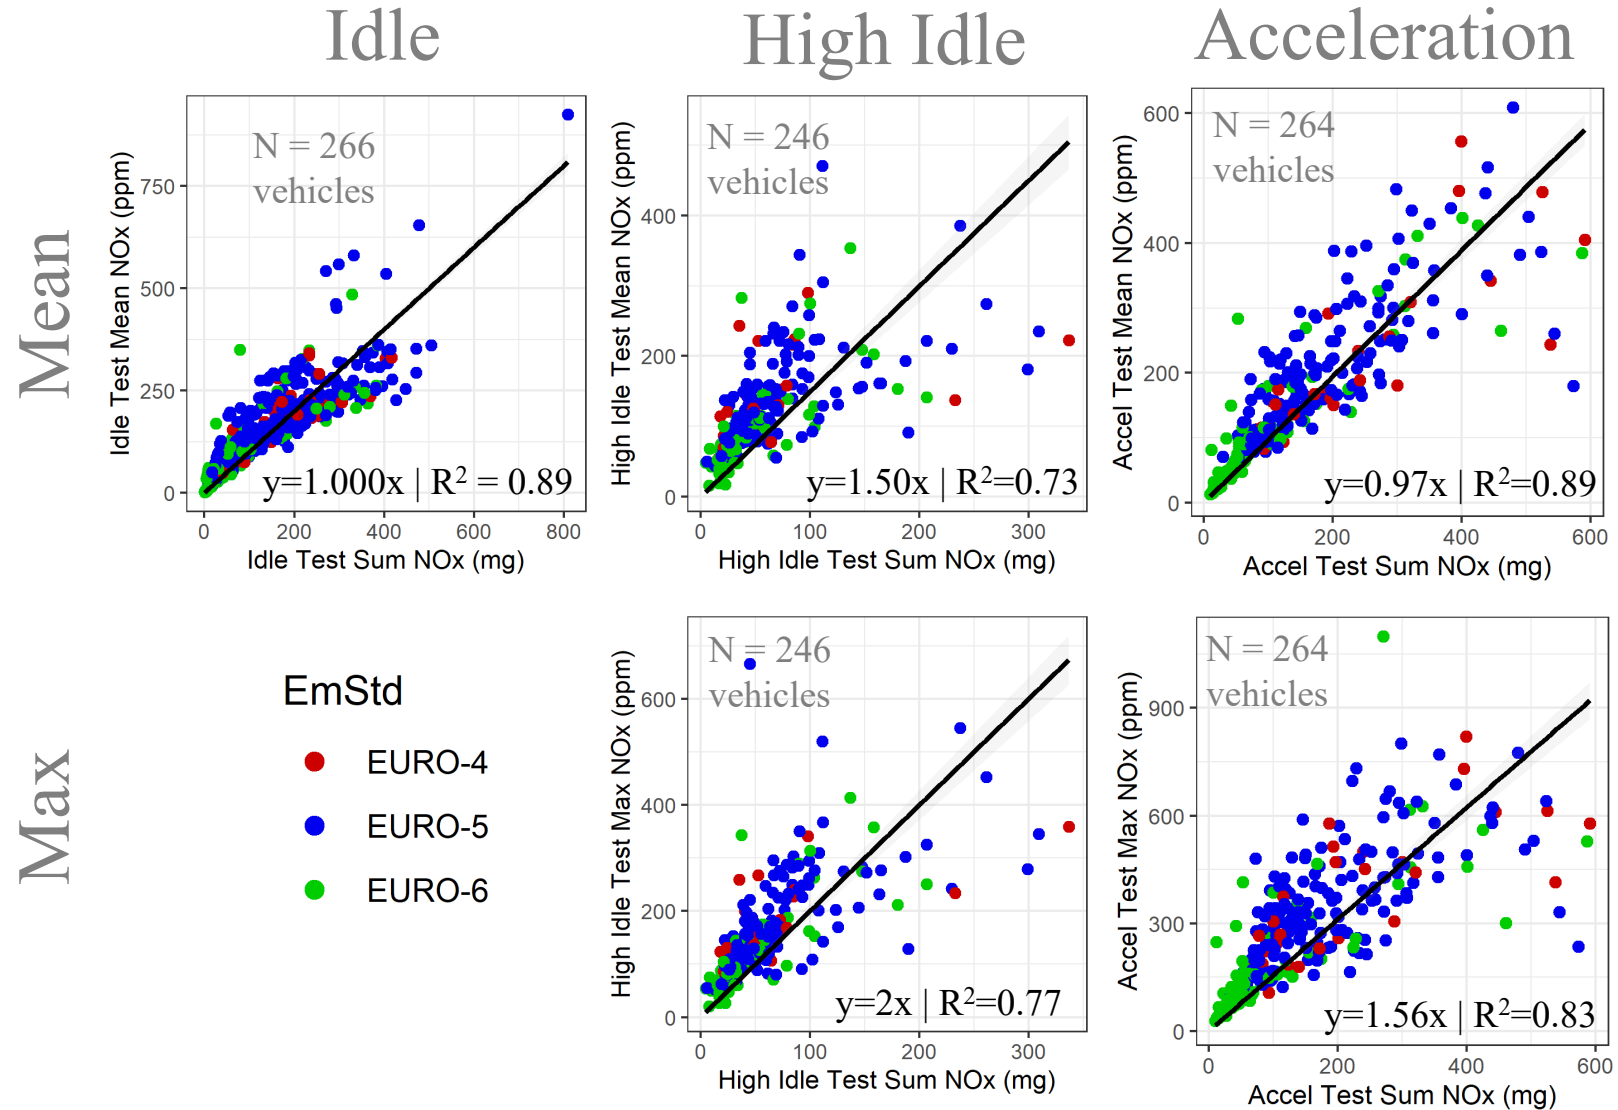 Idle
High Idle
Acceleration
Mean
Idle Test Mean NOx (ppm)
750
500
250
0
N = 266
vehicles
y=1.000x | R² = 0.89
0 200 400 600 800
Idle Test Sum NOx (mg)
High Idle Test Mean NOx (ppm)
400
200
0
N = 246
vehicles
y=1.50x | R²=0.73
0 100 200 300
High Idle Test Sum NOx (mg)
Accel Test Mean NOx (ppm)
600
400
200
0
N = 264
vehicles
y=0.97x | R²=0.89
0 200 400 600
Accel Test Sum NOx (mg)
Max
EmStd
EURO-4
EURO-5
EURO-6
High Idle Test Max NOx (ppm)
600
400
200
0
N = 246
vehicles
y=2x | R²=0.77
0 100 200 300
High Idle Test Sum NOx (mg)
Accel Test Max NOx (ppm)
900
600
300
0
N = 264
vehicles
y=1.56x | R²=0.83
0 200 400 600
Accel Test Sum NOx (mg)